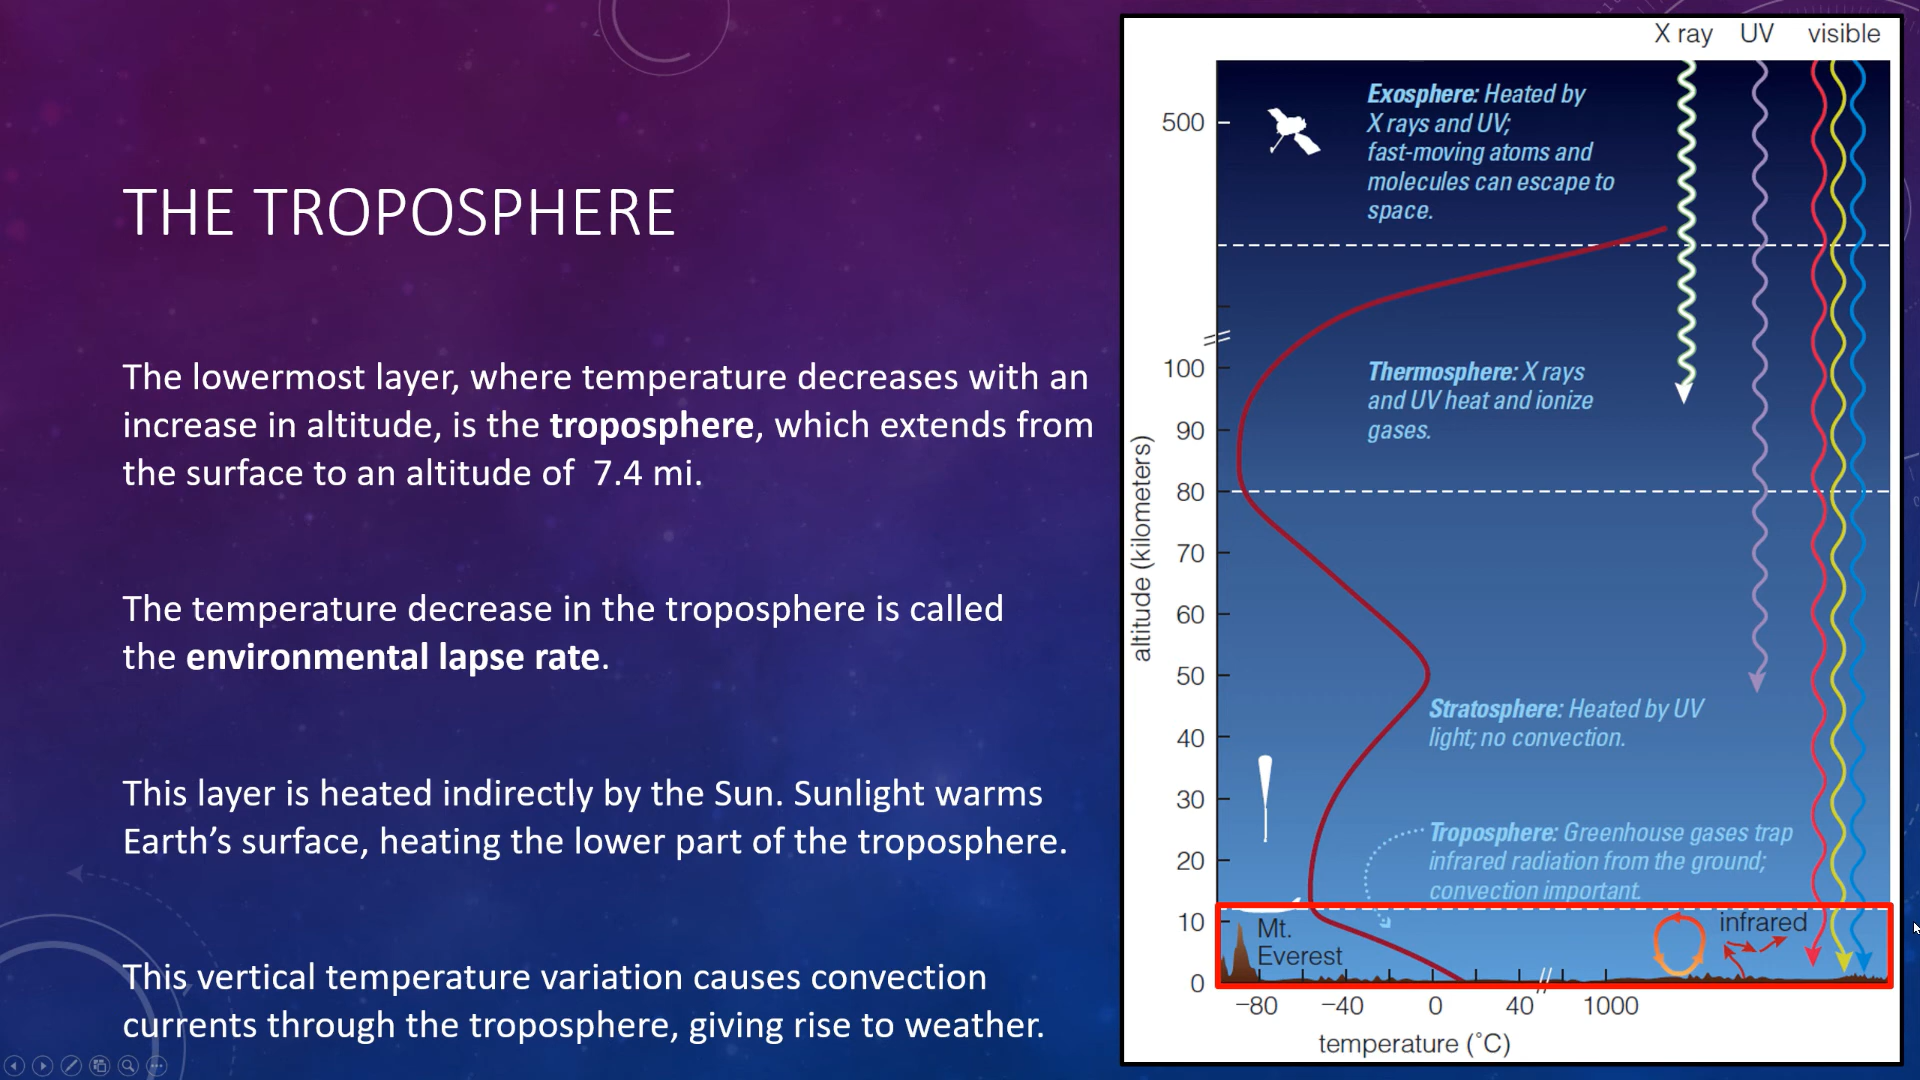 THE TROPOSPHERE
The lowermost layer, where temperature decreases with an
increase in altitude, is the troposphere, which extends from
the surface to an altitude of 7.4 mi.
The temperature decrease in the troposphere is called
the environmental lapse rate.
This layer is heated indirectly by the Sun. Sunlight warms
Earth’s surface, heating the lower part of the troposphere.
This vertical temperature variation causes convection
currents through the troposphere, giving rise to weather.
X ray UV visible
Exosphere: Heated by
X rays and UV;
fast-moving atoms and
molecules can escape to
space.
Thermosphere: X rays
and UV heat and ionize
gases.
Stratosphere: Heated by UV
light; no convection.
Troposphere: Greenhouse gases trap
infrared radiation from the ground;
convection important.
Mt.
Everest
infrared
altitude (kilometers)
500
100
90
80
70
60
50
40
30
20
10
0
−80 −40 0 40 1000
temperature (°C)